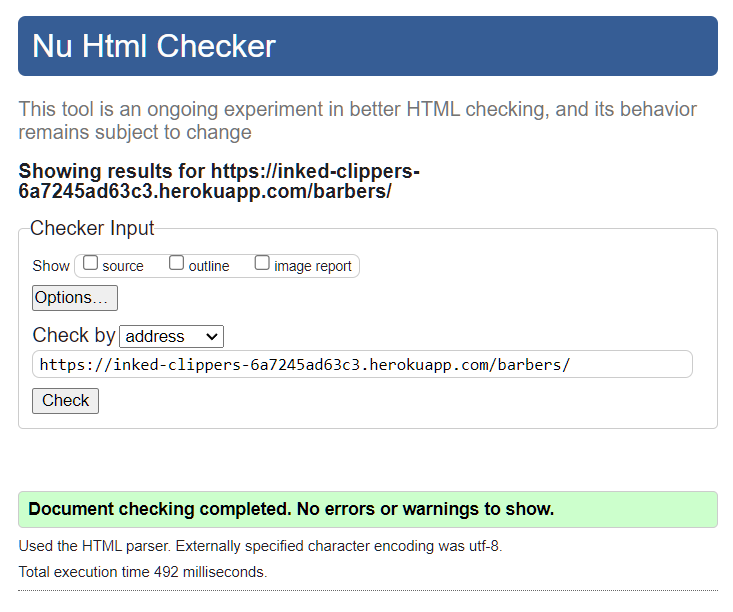 Nu Html Checker
This tool is an ongoing experiment in better HTML checking, and its behavior
remains subject to change
Showing results for https://inked-clippers-
6a7245ad63c3.herokuapp.com/barbers/
Checker Input
Show source outline image report
Options...
Check by address
https://inked-clippers-6a7245ad63c3.herokuapp.com/barbers/
Check
Document checking completed. No errors or warnings to show.
Used the HTML parser. Externally specified character encoding was utf-8.
Total execution time 492 milliseconds.